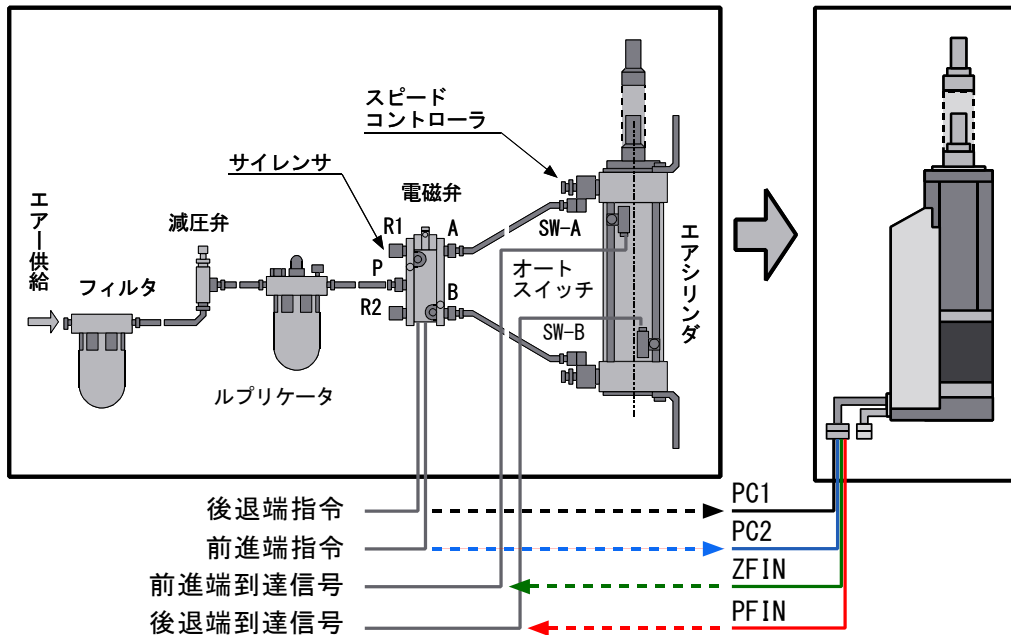 スピード
コントローラ
サイレンサ
電磁弁
減圧弁
R1
A
SW-A
エアー供給
P
フィルタ
オート
スイッチ
エアシリンダ
R2
B
SW-B
ルプリケータ
後退端指令
PC1
前進端指令
PC2
前進端到達信号
ZFIN
後退端到達信号
PFIN